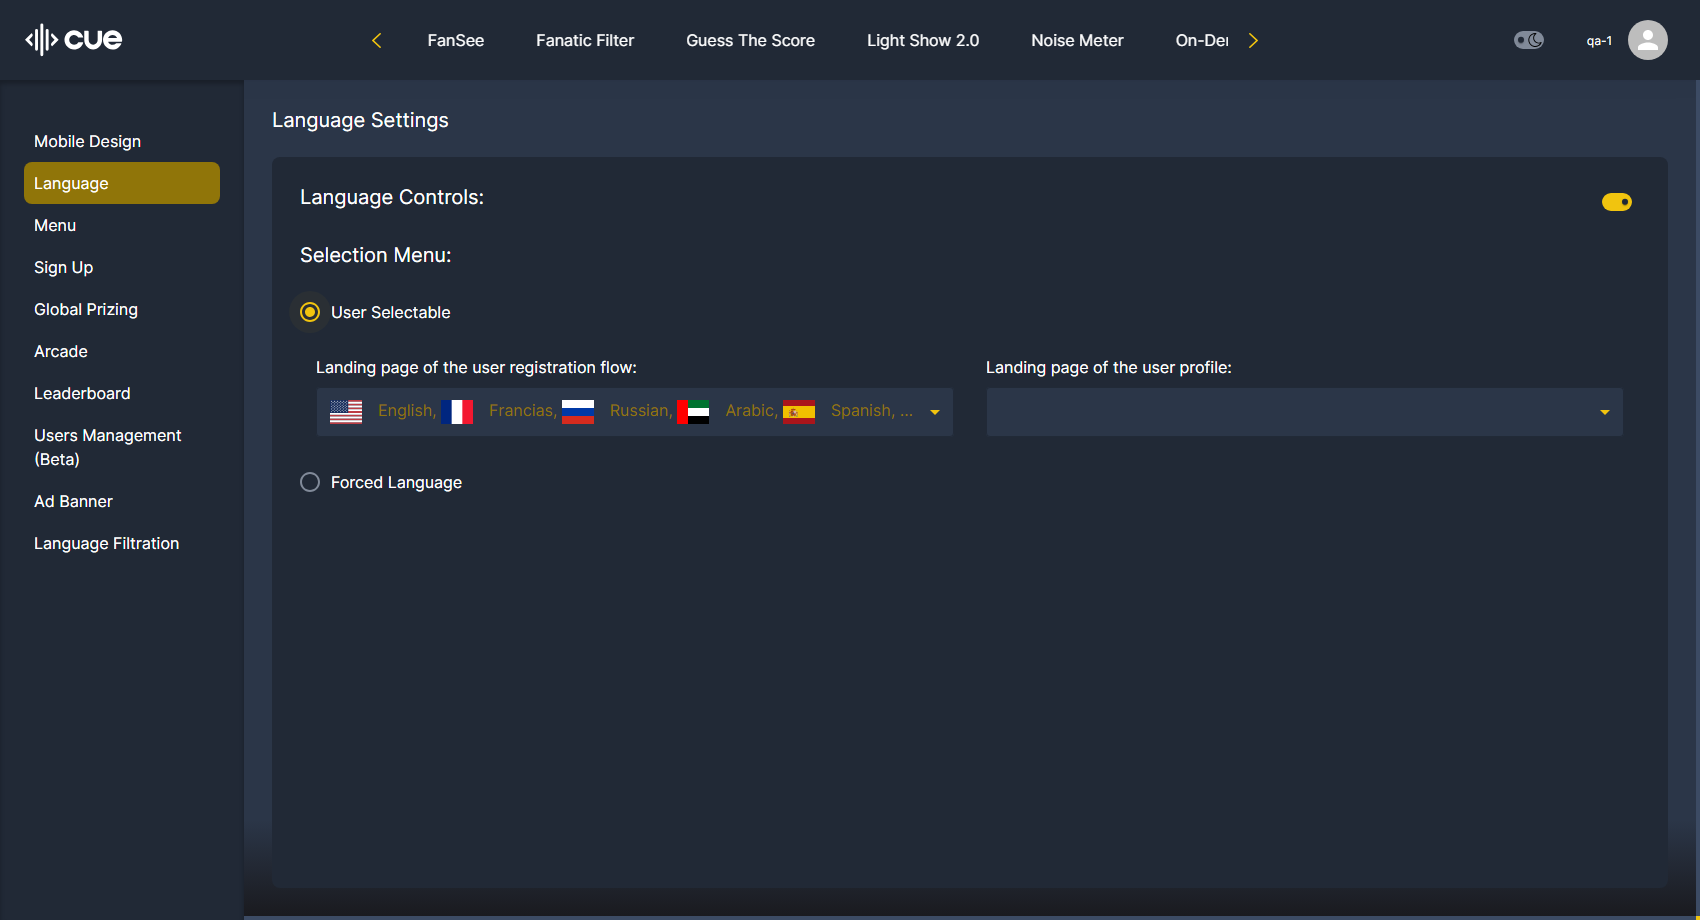 cue
FanSee
Fanatic Filter
Guess The Score
Light Show 2.0
Noise Meter
On-De
qa-1
Mobile Design
Language
Menu
Sign Up
Global Prizing
Arcade
Leaderboard
Users Management
(Beta)
Ad Banner
Language Filtration
Language Settings
Language Controls:
Selection Menu:
User Selectable
Landing page of the user registration flow:
English, Francias, Russian, Arabic, Spanish, ...
Landing page of the user profile:
Forced Language